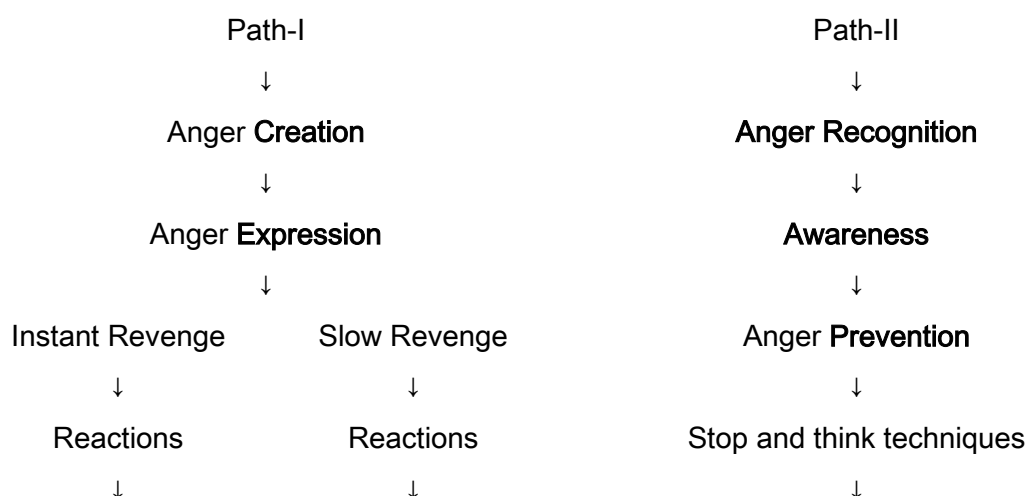 Path-I Path-II
↓ ↓
Anger Creation Anger Recognition
↓ ↓
Anger Expression Awareness
↓ ↓
Instant Revenge Slow Revenge Anger Prevention
↓ ↓ ↓
Reactions Reactions Stop and think techniques
↓ ↓ ↓